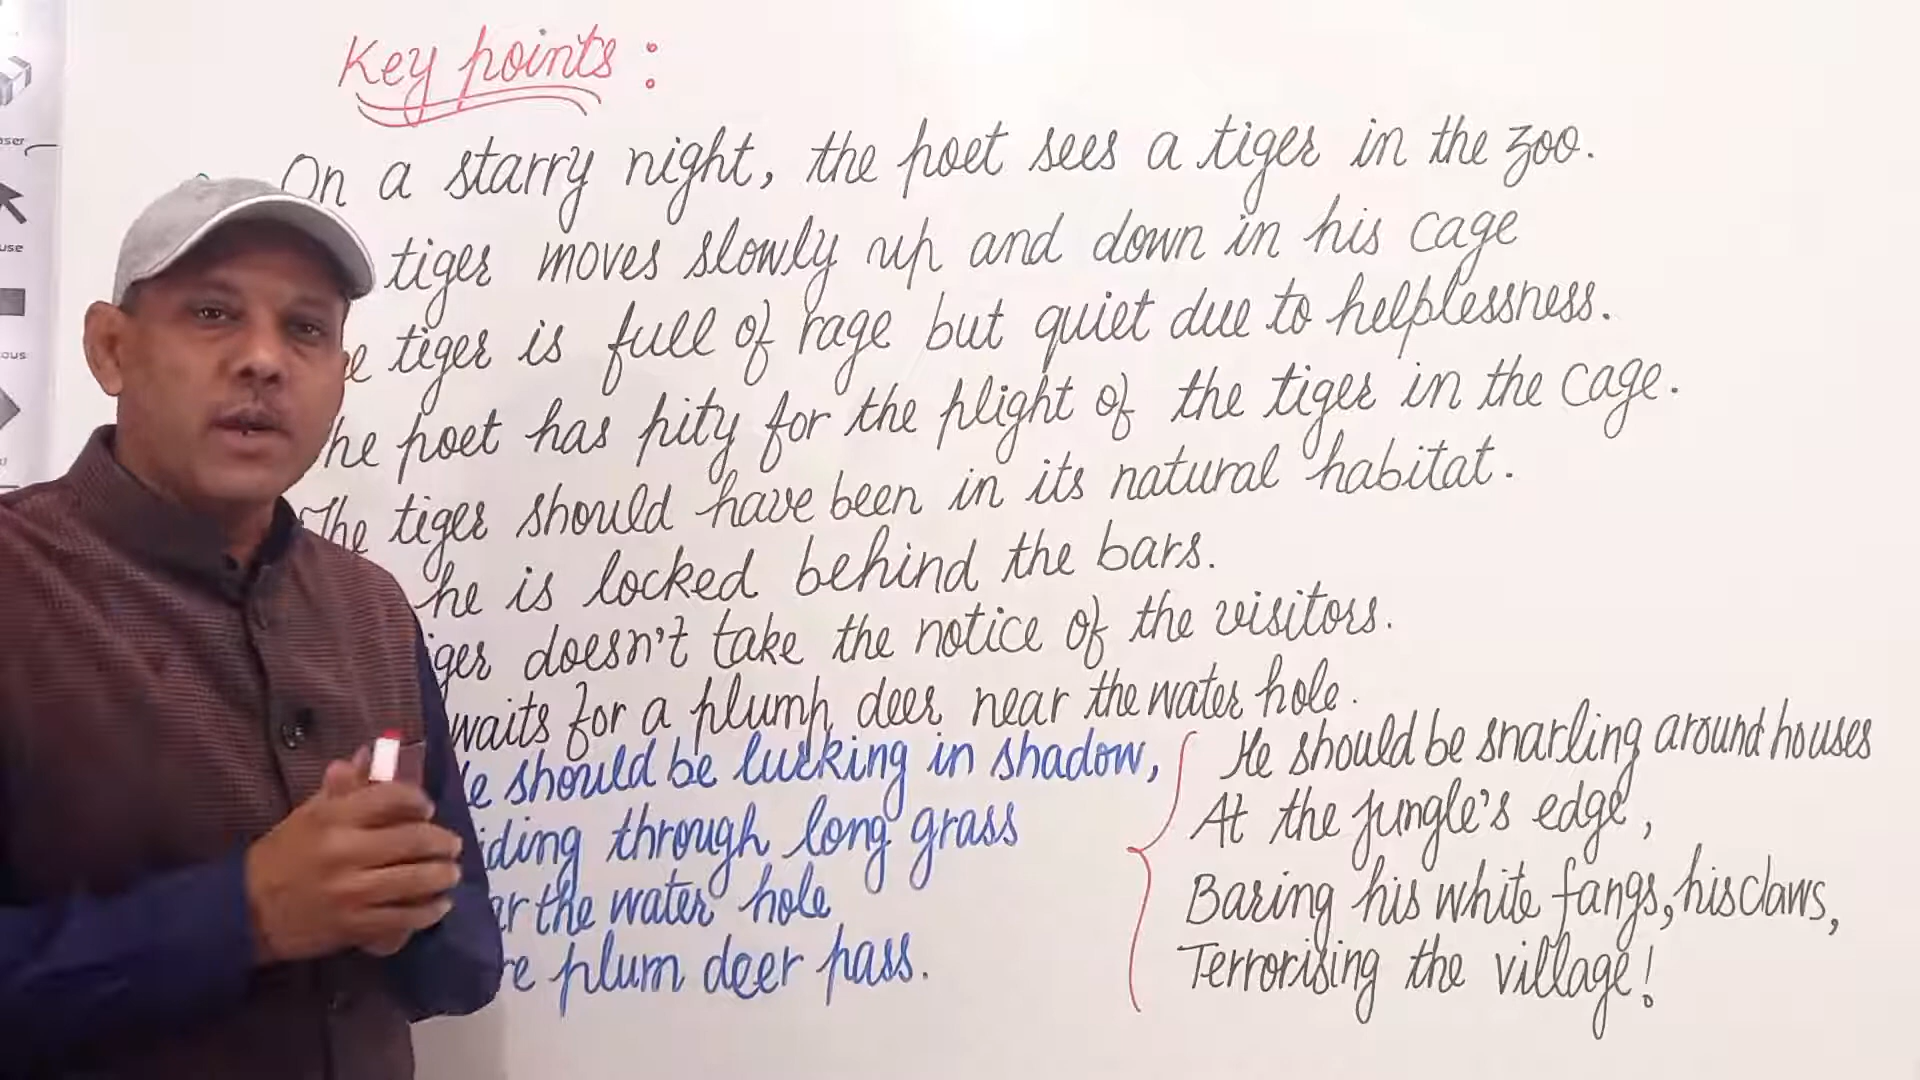 Key points :
On a starry night, the poet sees a tiger in the zoo.
tiger moves slowly up and down in his cage
tiger is full of rage but quiet due to helplessness.
he poet has pity for the plight of the tiger in the cage.
The tiger should have been in its natural habitat.
he is locked behind the bars.
iger doesn't take the notice of the visitors.
waits for a plump deer near the water hole.
He should be lurking in shadow,
iding through long grass
ar the water hole
re plum deer pass.
He should be snarling around houses
At the jungle's edge,
Baring his white fangs, his claws,
Terrorising the village!